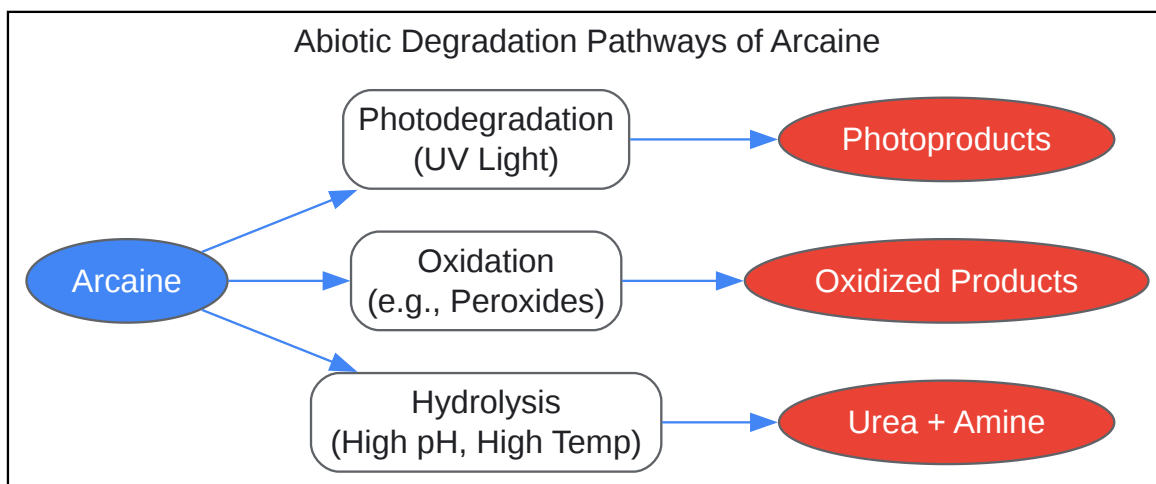 Abiotic Degradation Pathways of Arcaine
Photodegradation
(UV Light)
Photoproducts
Arcaine
Oxidation
(e.g., Peroxides)
Oxidized Products
Hydrolysis
(High pH, High Temp)
Urea + Amine